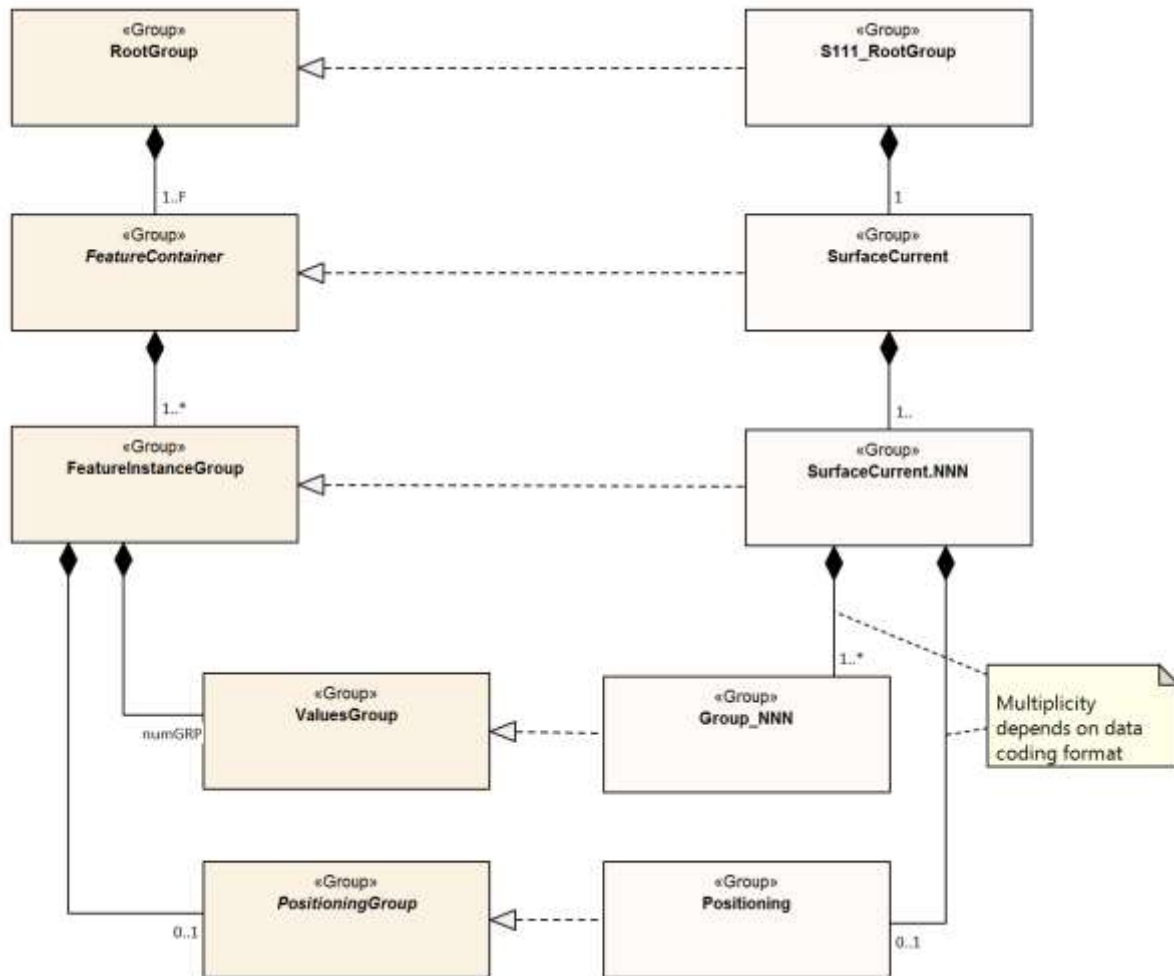 «Group»
RootGroup
«Group»
S111_RootGroup
1..F
1
«Group»
FeatureContainer
«Group»
SurfaceCurrent
1..*
1..
«Group»
FeatureInstanceGroup
«Group»
SurfaceCurrent.NNN
1..*
«Group»
ValuesGroup
numGRP
«Group»
Group_NNN
Multiplicity
depends on data
coding format
«Group»
PositioningGroup
0..1
«Group»
Positioning
0..1